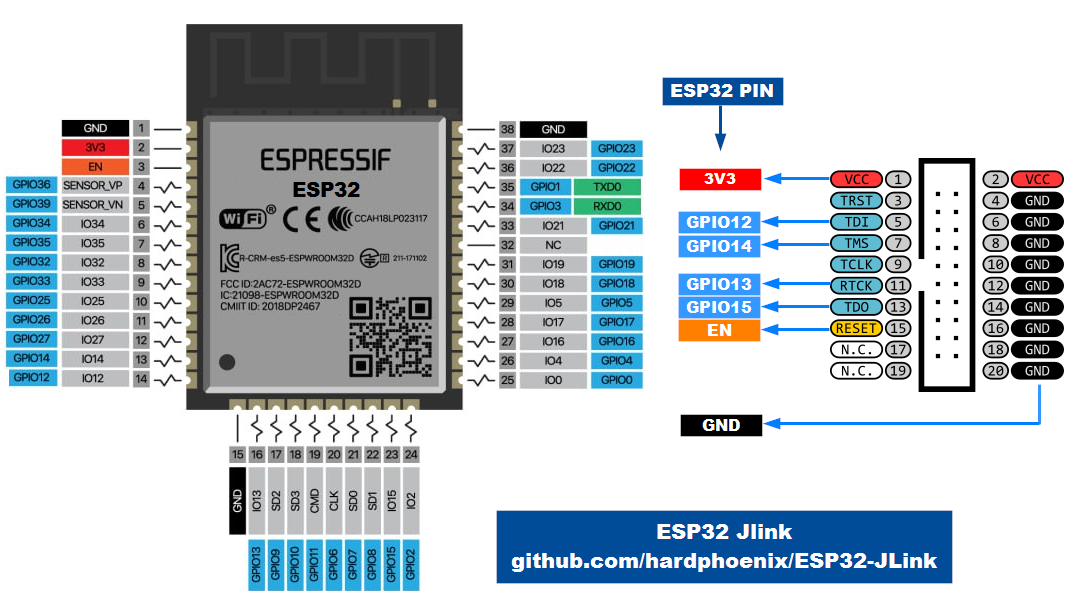 GND 1
3V3 2
EN 3
GPIO36 SENSOR_VP 4
GPIO39 SENSOR_VN 5
GPIO34 IO34 6
GPIO35 IO35 7
GPIO32 IO32 8
GPIO33 IO33 9
GPIO25 IO25 10
GPIO26 IO26 11
GPIO27 IO27 12
GPIO14 IO14 13
GPIO12 IO12 14
ESPRESSIF
ESP32
WiFi ® CE CCAH18LP023117
R-CRM-es5-ESPWROOM32D R 211-171102
FCC ID:2AC72-ESPWROOM32D
IC:21098-ESPWROOM32D
CMIIT ID: 2018DP2467
38 GND
37 IO23 GPIO23
36 IO22 GPIO22
35 GPIO1 TXD0
34 GPIO3 RXD0
33 IO21 GPIO21
32 NC
31 IO19 GPIO19
30 IO18 GPIO18
29 IO5 GPIO5
28 IO17 GPIO17
27 IO16 GPIO16
26 IO4 GPIO4
25 IO0 GPIO0
15 16 17 18 19 20 21 22 23 24
GND IO13 SD2 SD3 CMD CLK SD0 SD1 IO15 IO2
GPIO13 GPIO9 GPIO10 GPIO11 GPIO6 GPIO7 GPIO8 GPIO15 GPIO2
ESP32 PIN
3V3 VCC 1 2 VCC
TRST 3 4 GND
GPIO12 TDI 5 6 GND
GPIO14 TMS 7 8 GND
TCLK 9 10 GND
GPIO13 RTCK 11 12 GND
GPIO15 TDO 13 14 GND
EN RESET 15 16 GND
N.C. 17 18 GND
N.C. 19 20 GND
GND
ESP32 Jlink
github.com/hardphoenix/ESP32-JLink